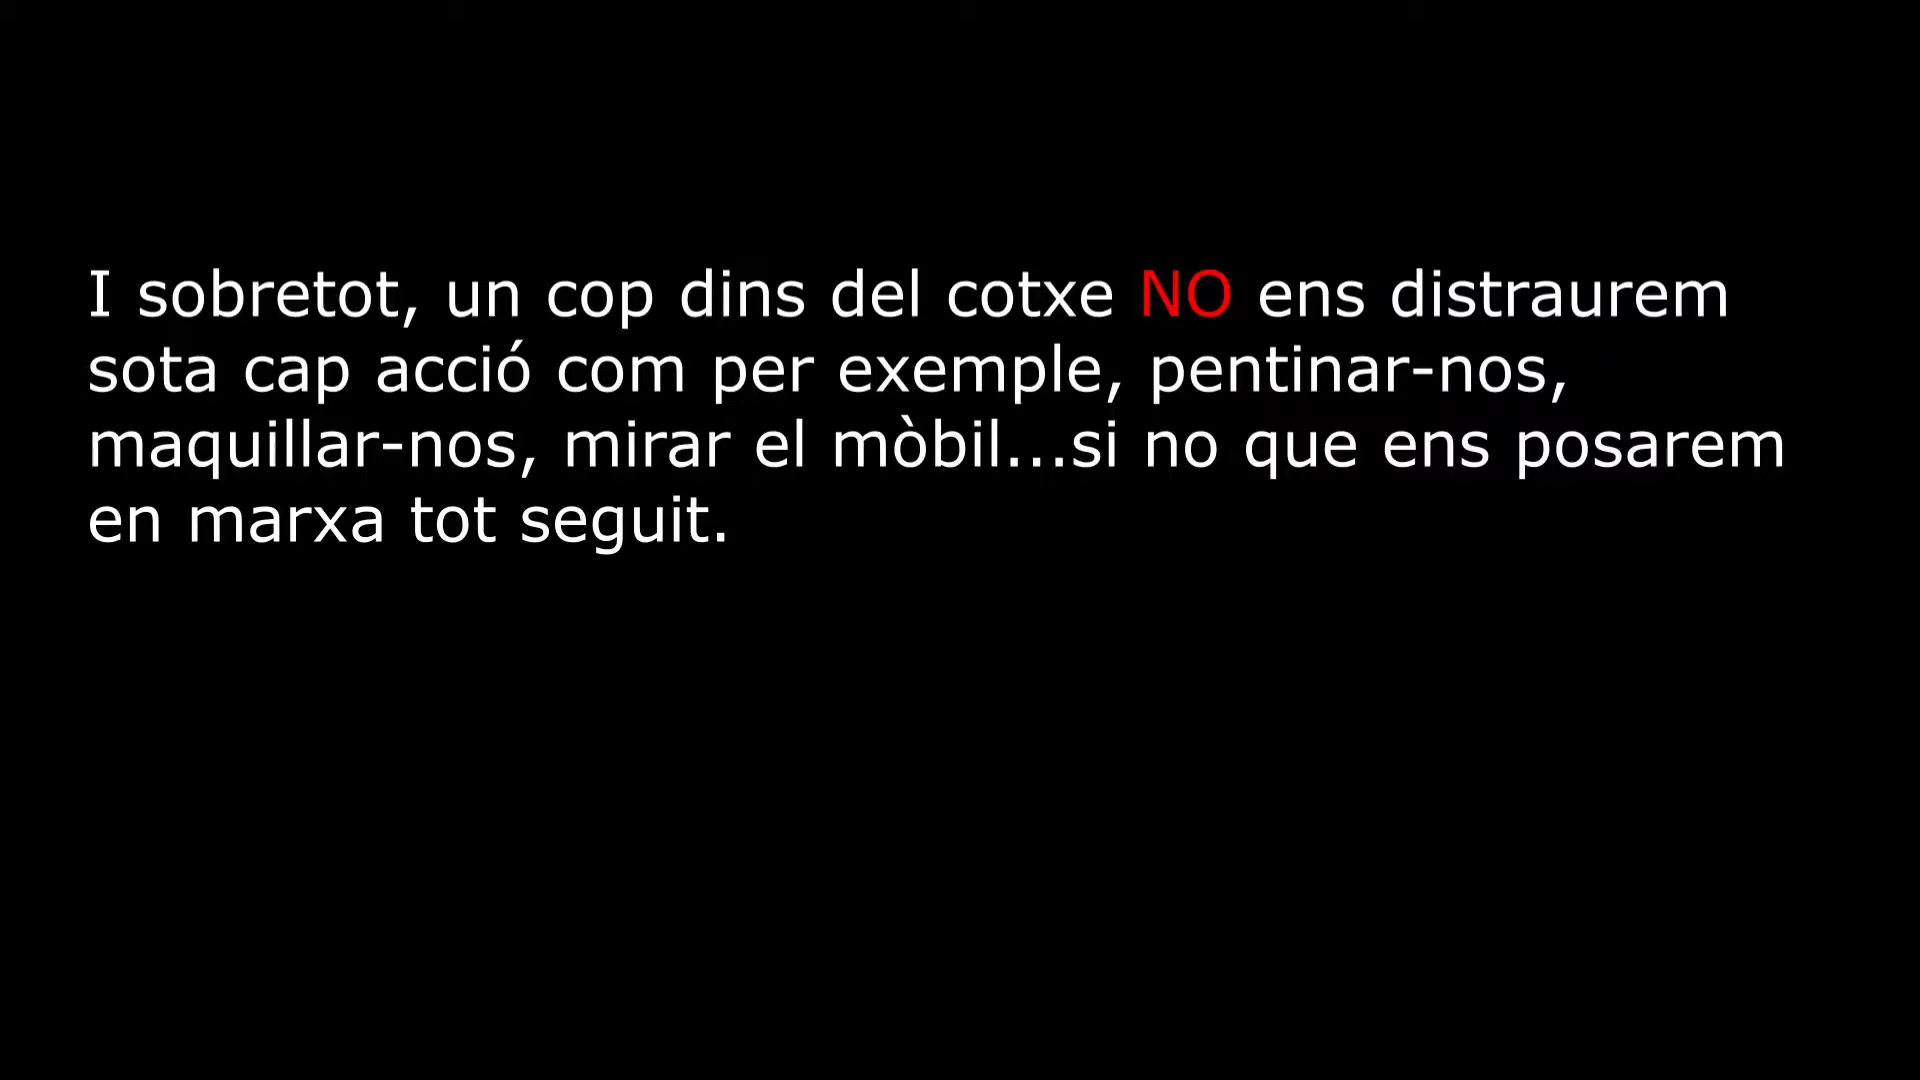 I sobretot, un cop dins del cotxe NO ens distraurem
sota cap acció com per exemple, pentinar-nos,
maquillar-nos, mirar el mòbil...si no que ens posarem
en marxa tot seguit.